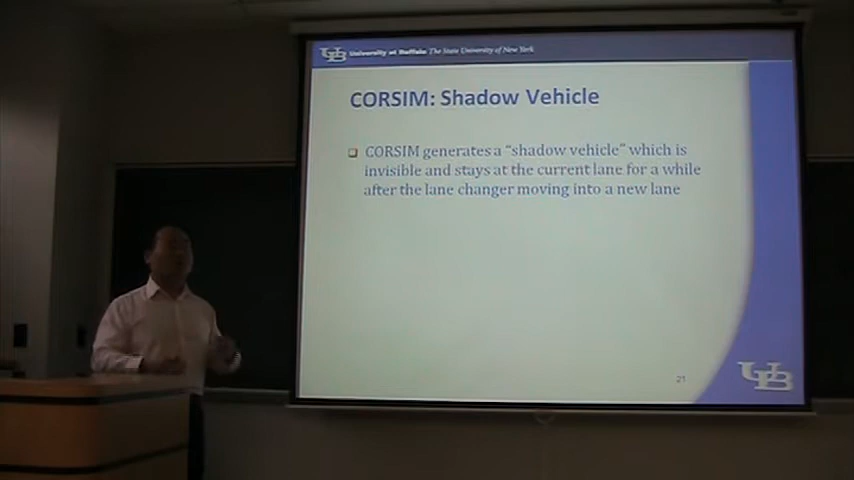 UB University at Buffalo The State University of New York
CORSIM: Shadow Vehicle
CORSIM generates a "shadow vehicle" which is
invisible and stays at the current lane for a while
after the lane changer moving into a new lane
21
UB